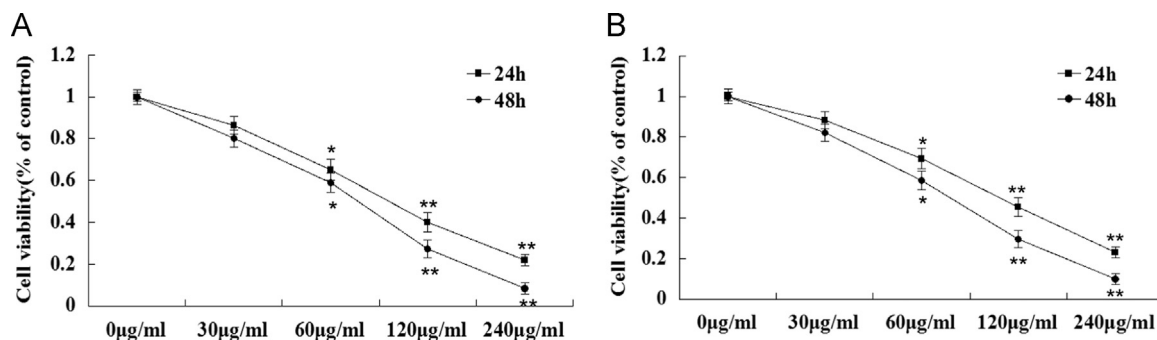 A
Cell viability(% of control)
1.2
1
0.8
0.6
0.4
0.2
0
24h
48h
*
*
**
**
**
**
0μg/ml 30μg/ml 60μg/ml 120μg/ml 240μg/ml
B
Cell viability(% of control)
1.2
1
0.8
0.6
0.4
0.2
0
24h
48h
*
*
**
**
**
**
0μg/ml 30μg/ml 60μg/ml 120μg/ml 240μg/ml